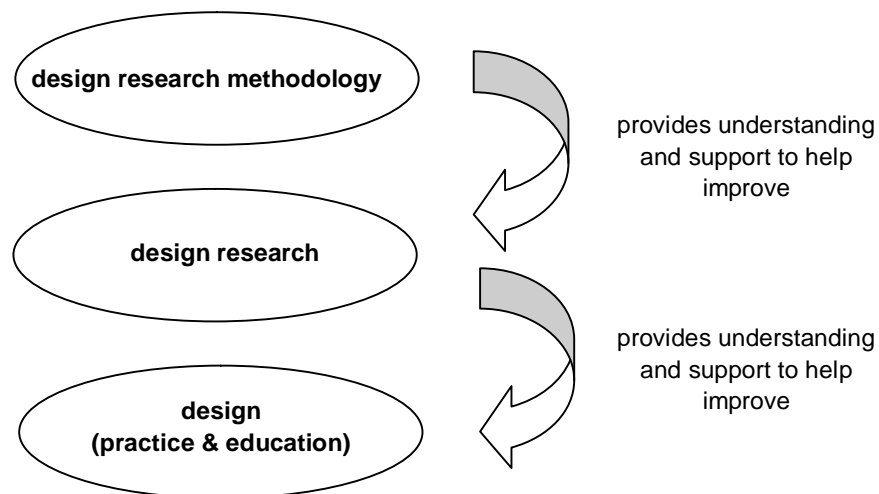 design research methodology
provides understanding
and support to help
improve
design research
provides understanding
and support to help
improve
design
(practice & education)